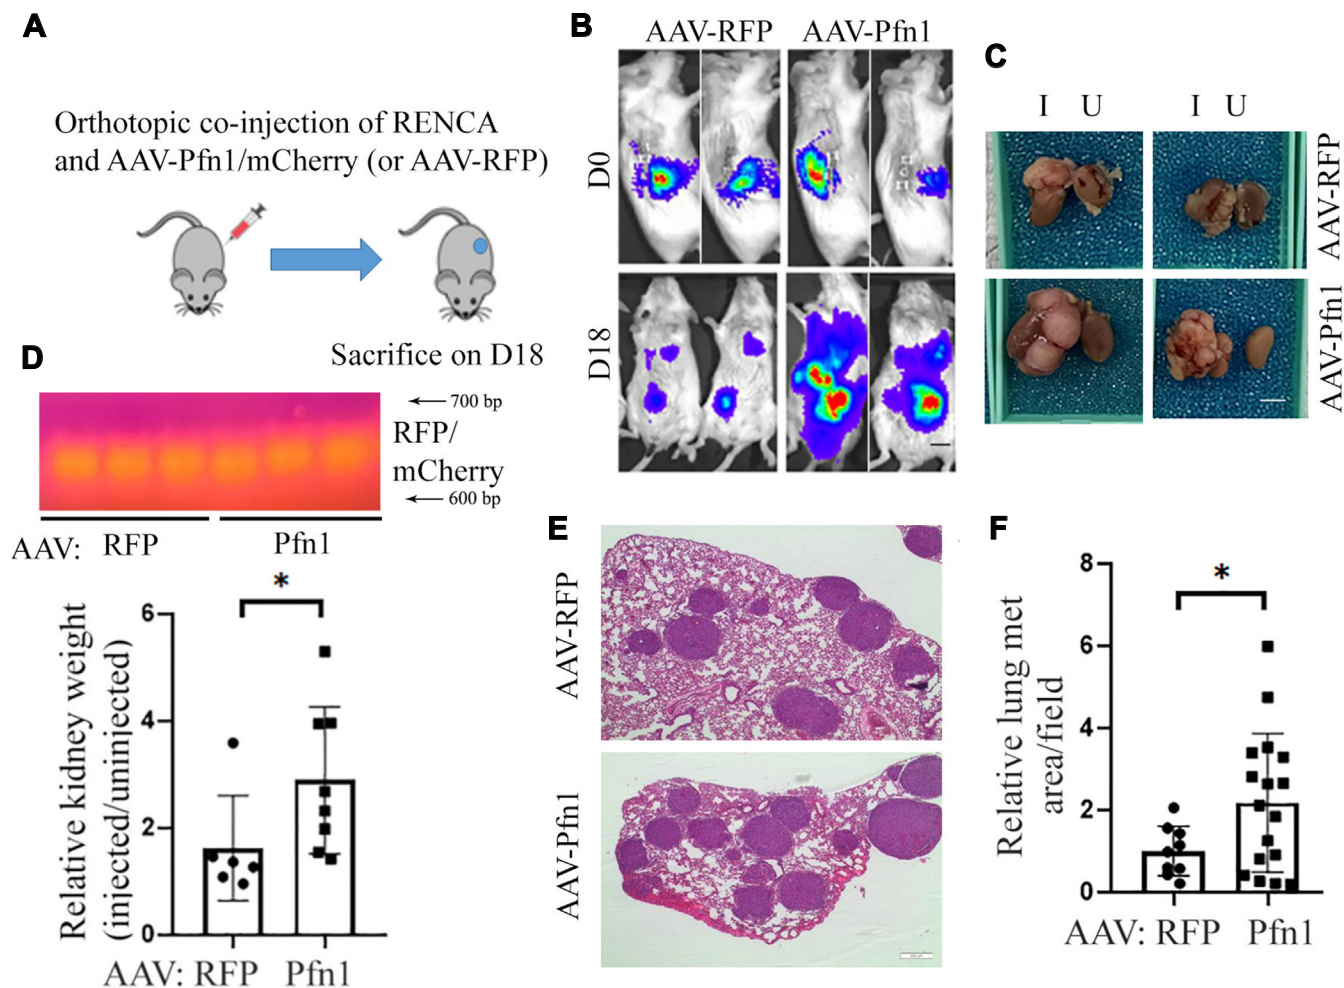 A
Orthotopic co-injection of RENCA
and AAV-Pfn1/mCherry (or AAV-RFP)
Sacrifice on D18
B
AAV-RFP AAV-Pfn1
D0
D18
C
I U I U
AAV-RFP
AAV-Pfn1
D
700 bp
RFP/
mCherry
600 bp
AAV: RFP Pfn1
*
Relative kidney weight
(injected/uninjected)
6
4
2
0
AAV: RFP Pfn1
E
AAV-RFP
AAV-Pfn1
F
*
Relative lung met
area/field
8
6
4
2
0
AAV: RFP Pfn1